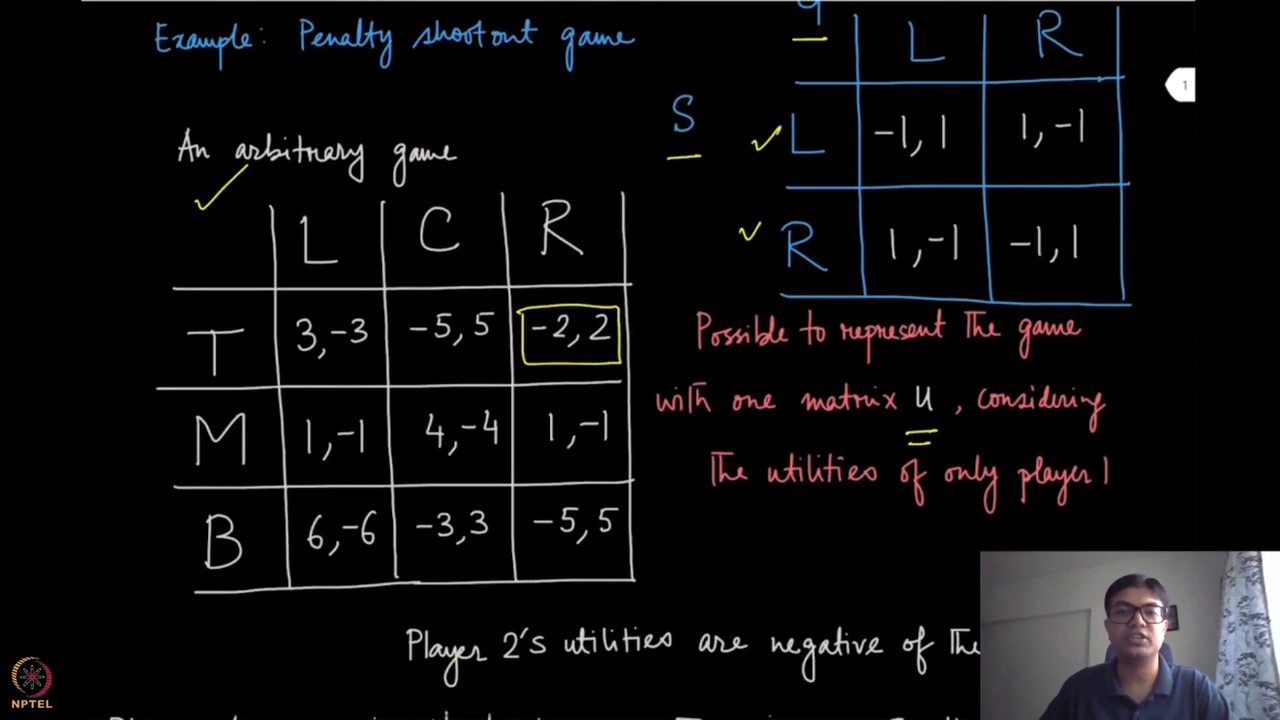 Example: Penalty shootout game
L R
S
L -1, 1 1, -1
R 1, -1 -1, 1
An arbitrary game
L C R
T 3, -3 -5, 5 -2, 2
M 1, -1 4, -4 1, -1
B 6, -6 -3, 3 -5, 5
Possible to represent the game
with one matrix u, considering
the utilities of only player 1
Player 2's utilities are negative of the
1
NPTEL